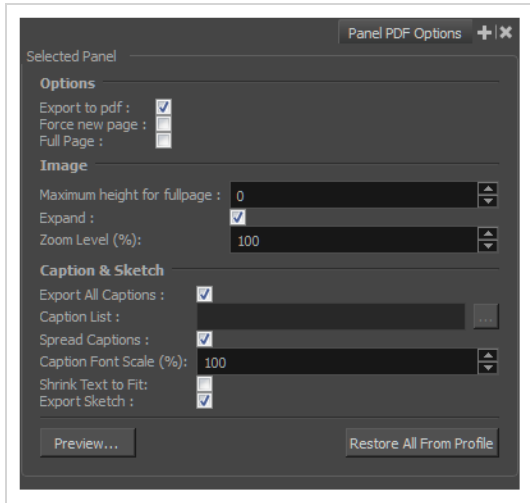 Panel PDF Options
Selected Panel
Options
Export to pdf :
Force new page :
Full Page :
Image
Maximum height for fullpage : 0
Expand :
Zoom Level (%): 100
Caption & Sketch
Export All Captions :
Caption List : ...
Spread Captions :
Caption Font Scale (%): 100
Shrink Text to Fit:
Export Sketch :
Preview... Restore All From Profile